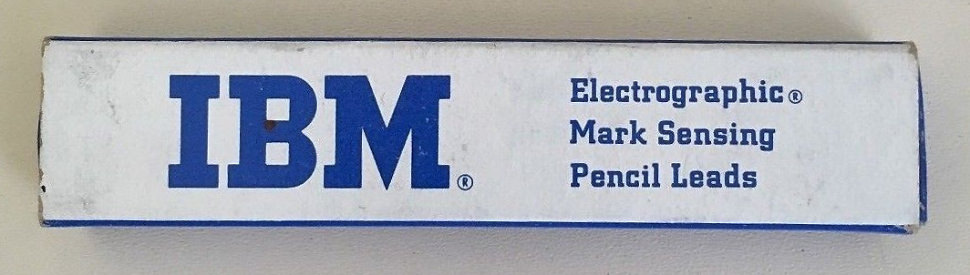 IBM®
Electrographic®
Mark Sensing
Pencil Leads